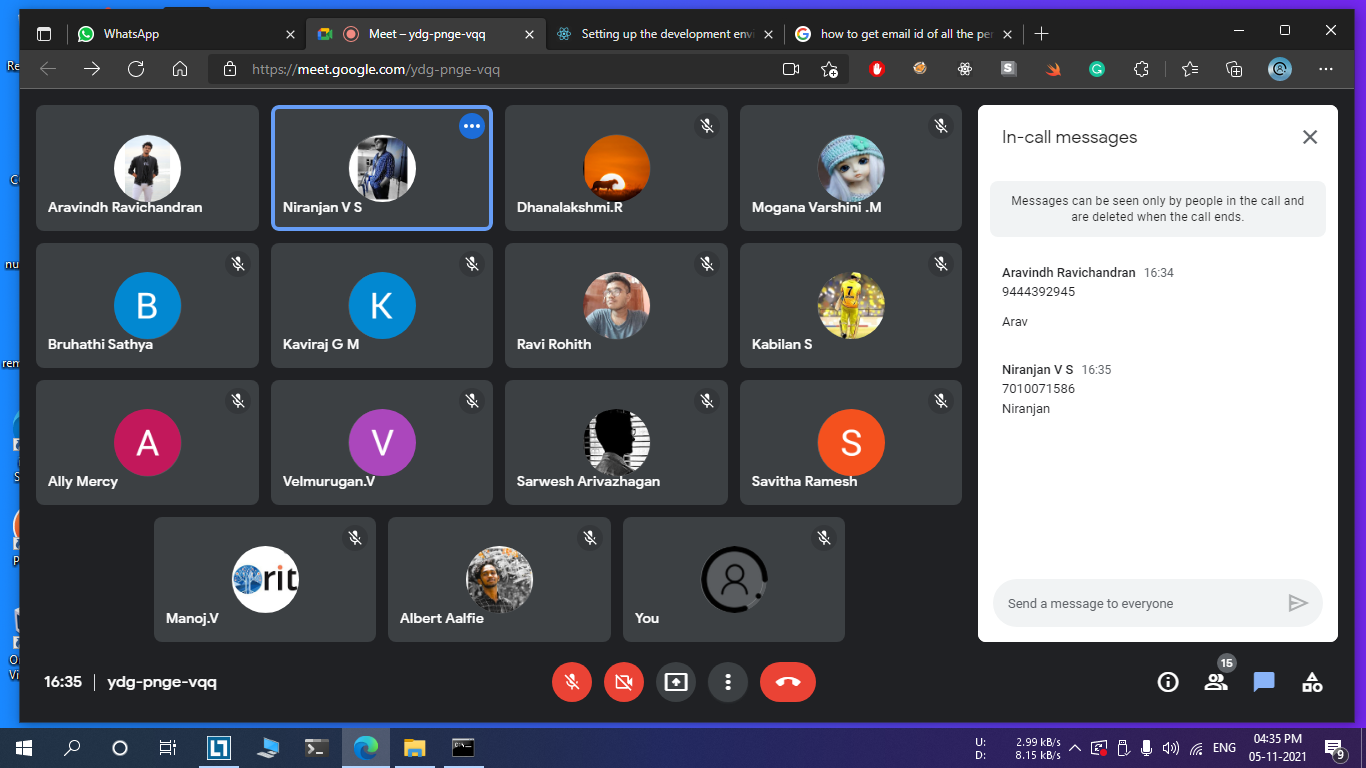 WhatsApp
Meet – ydg-pnge-vqq
Setting up the development envi
how to get email id of all the per
https://meet.google.com/ydg-pnge-vqq
Aravindh Ravichandran
Niranjan V S
Dhanalakshmi.R
Mogana Varshini .M
B
Bruhathi Sathya
K
Kaviraj G M
Ravi Rohith
7
Kabilan S
A
Ally Mercy
V
Velmurugan.V
Sarwesh Arivazhagan
S
Savitha Ramesh
rit
Manoj.V
Albert Aalfie
You
In-call messages
Messages can be seen only by people in the call and
are deleted when the call ends.
Aravindh Ravichandran 16:34
9444392945
Arav
Niranjan V S 16:35
7010071586
Niranjan
Send a message to everyone
16:35 | ydg-pnge-vqq
15
U: 2.99 kB/s
D: 8.15 kB/s
ENG
04:35 PM
05-11-2021
9